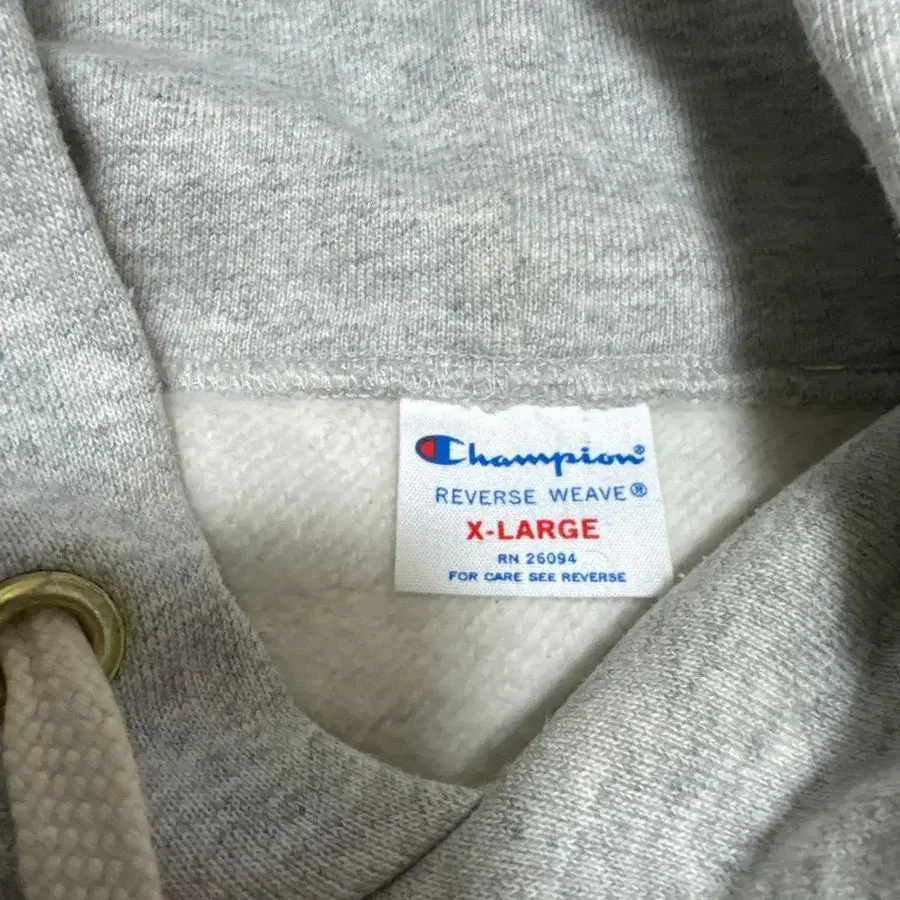 Champion®
REVERSE WEAVE®
X-LARGE
RN 26094
FOR CARE SEE REVERSE